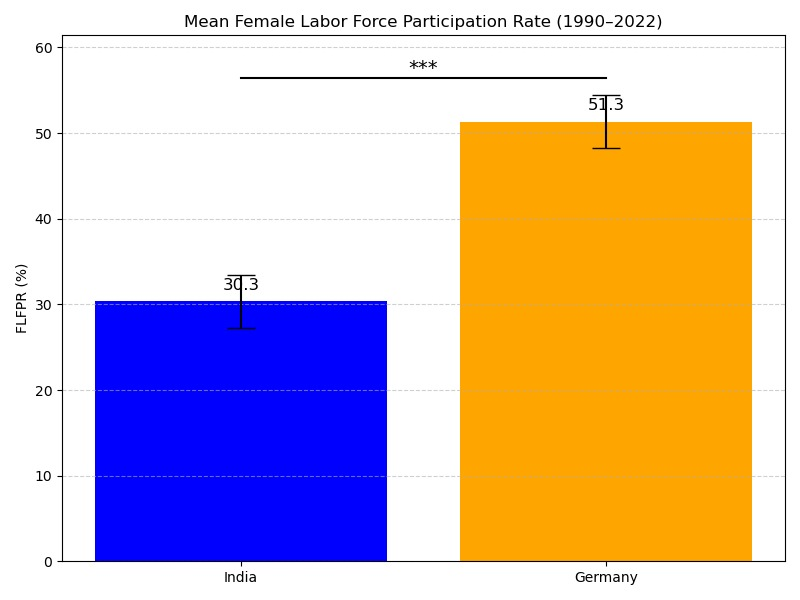 Mean Female Labor Force Participation Rate (1990–2022)
FLFPR (%)
60
50
40
30
20
10
0
***
30.3
51.3
India
Germany